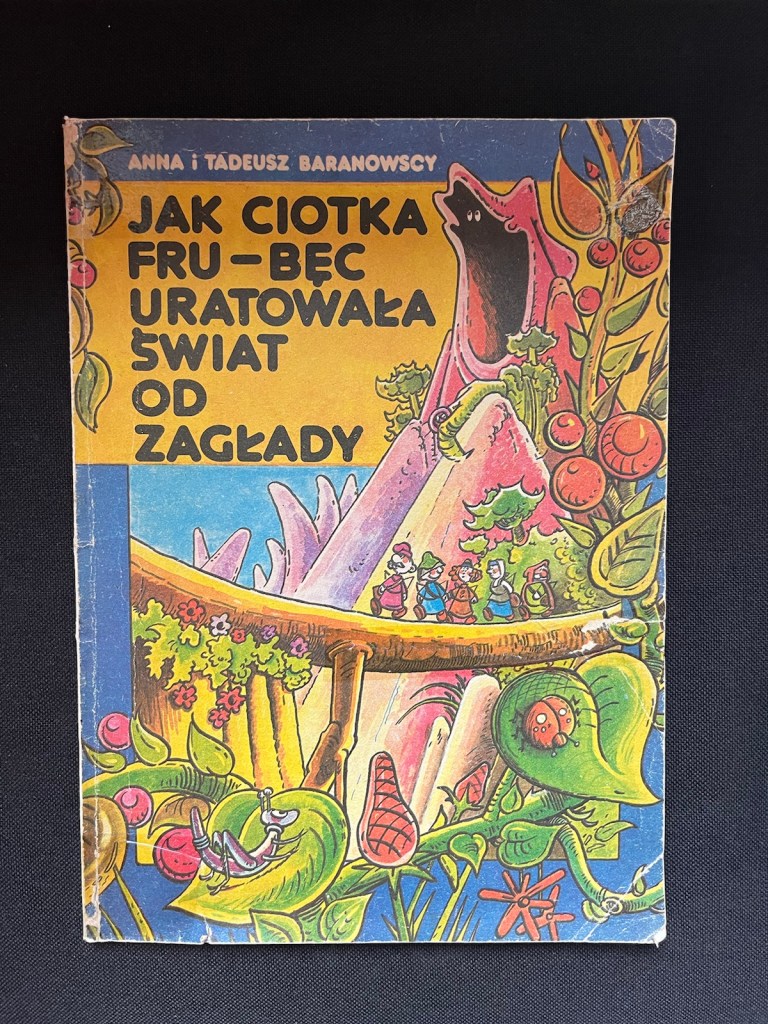 ANNA i TADEUSZ BARANOWSCY
JAK CIOTKA
FRU-BĘC
URATOWAŁA
ŚWIAT
OD
ZAGŁADY